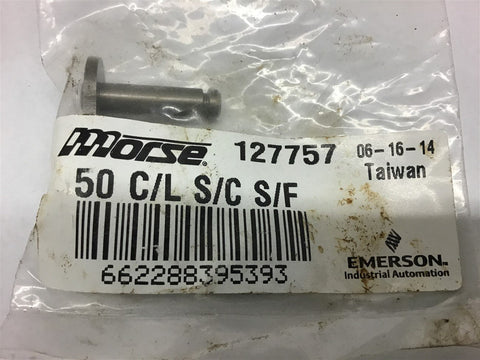 morse. 127757 06-16-14
Taiwan
50 C/L S/C S/F
662288395393
EMERSON.
Industrial Automation